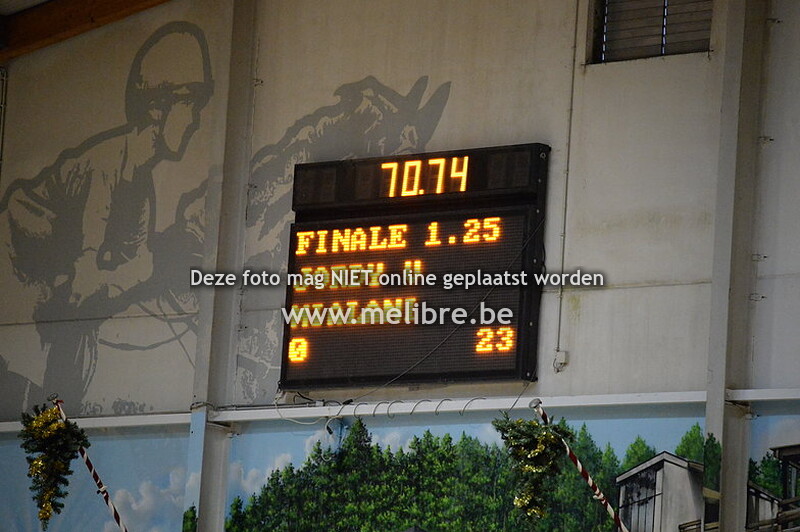 70.74
FINALE 1.25
Deze foto mag NIET online geplaatst worden
www.melibre.be
0 23